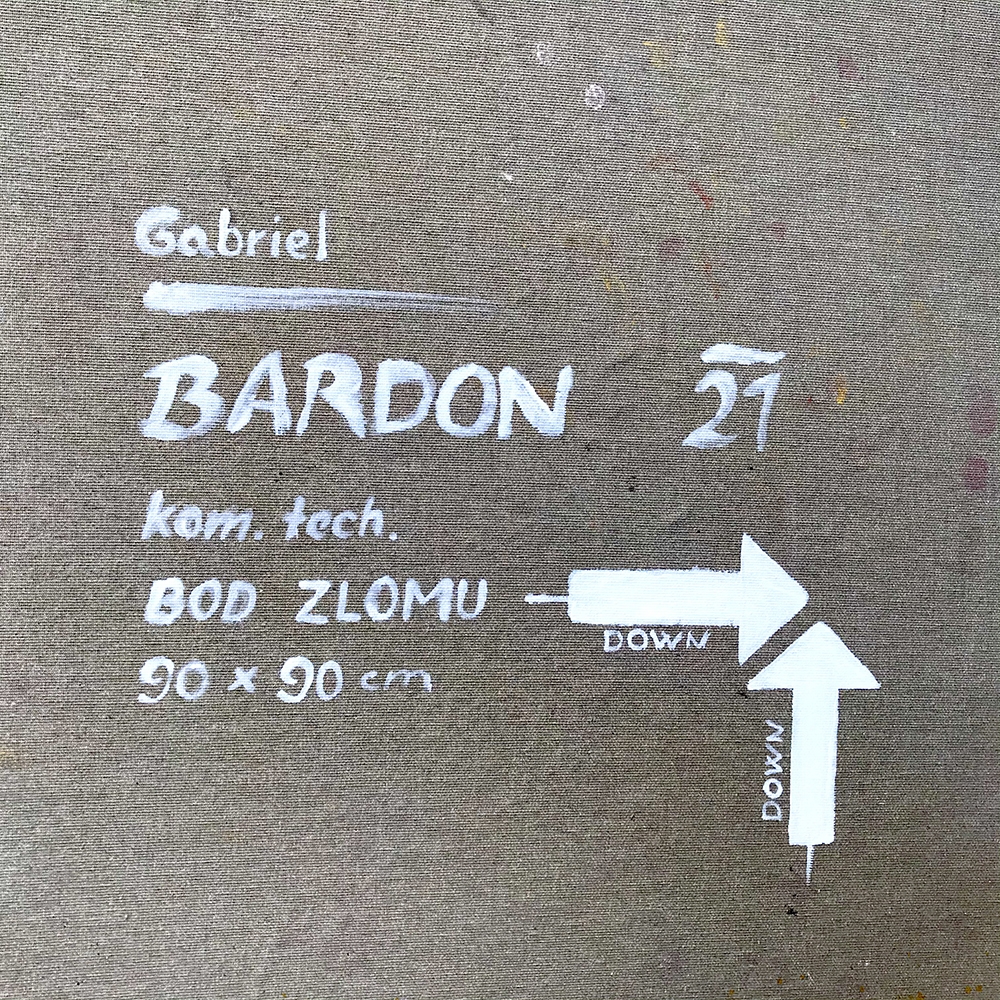 Gabriel
BARDON 21
kom. tech.
BOD ZLOMU
90 x 90 cm
DOWN
DOWN